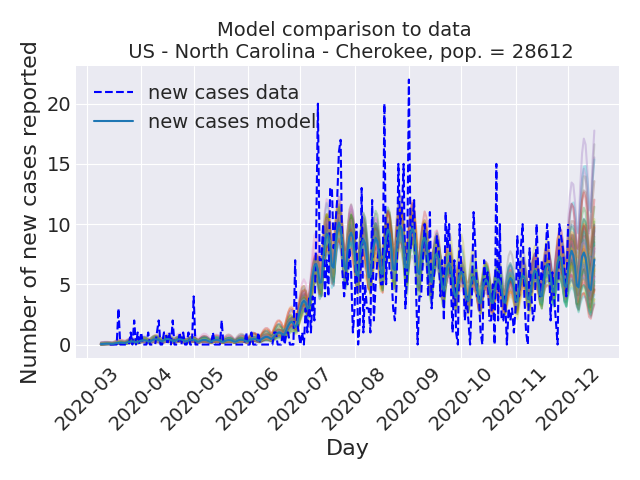 Model comparison to data
US - North Carolina - Cherokee, pop. = 28612
Number of new cases reported
20
15
10
5
0
new cases data
new cases model
2020-03
2020-04
2020-05
2020-06
2020-07
2020-08
2020-09
2020-10
2020-11
2020-12
Day